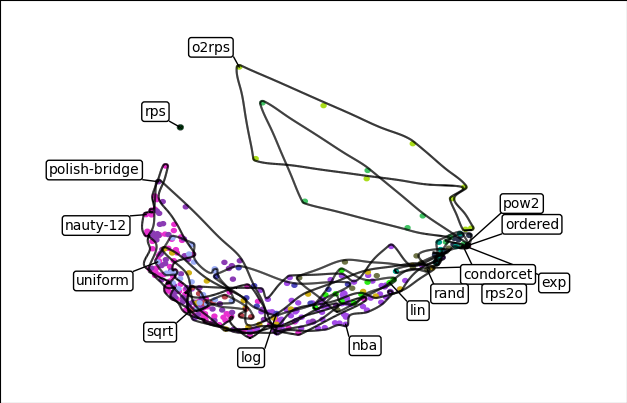 o2rps
rps
polish-bridge
pow2
nauty-12
ordered
uniform
condorcet
exp
rand
rps2o
lin
sqrt
nba
log